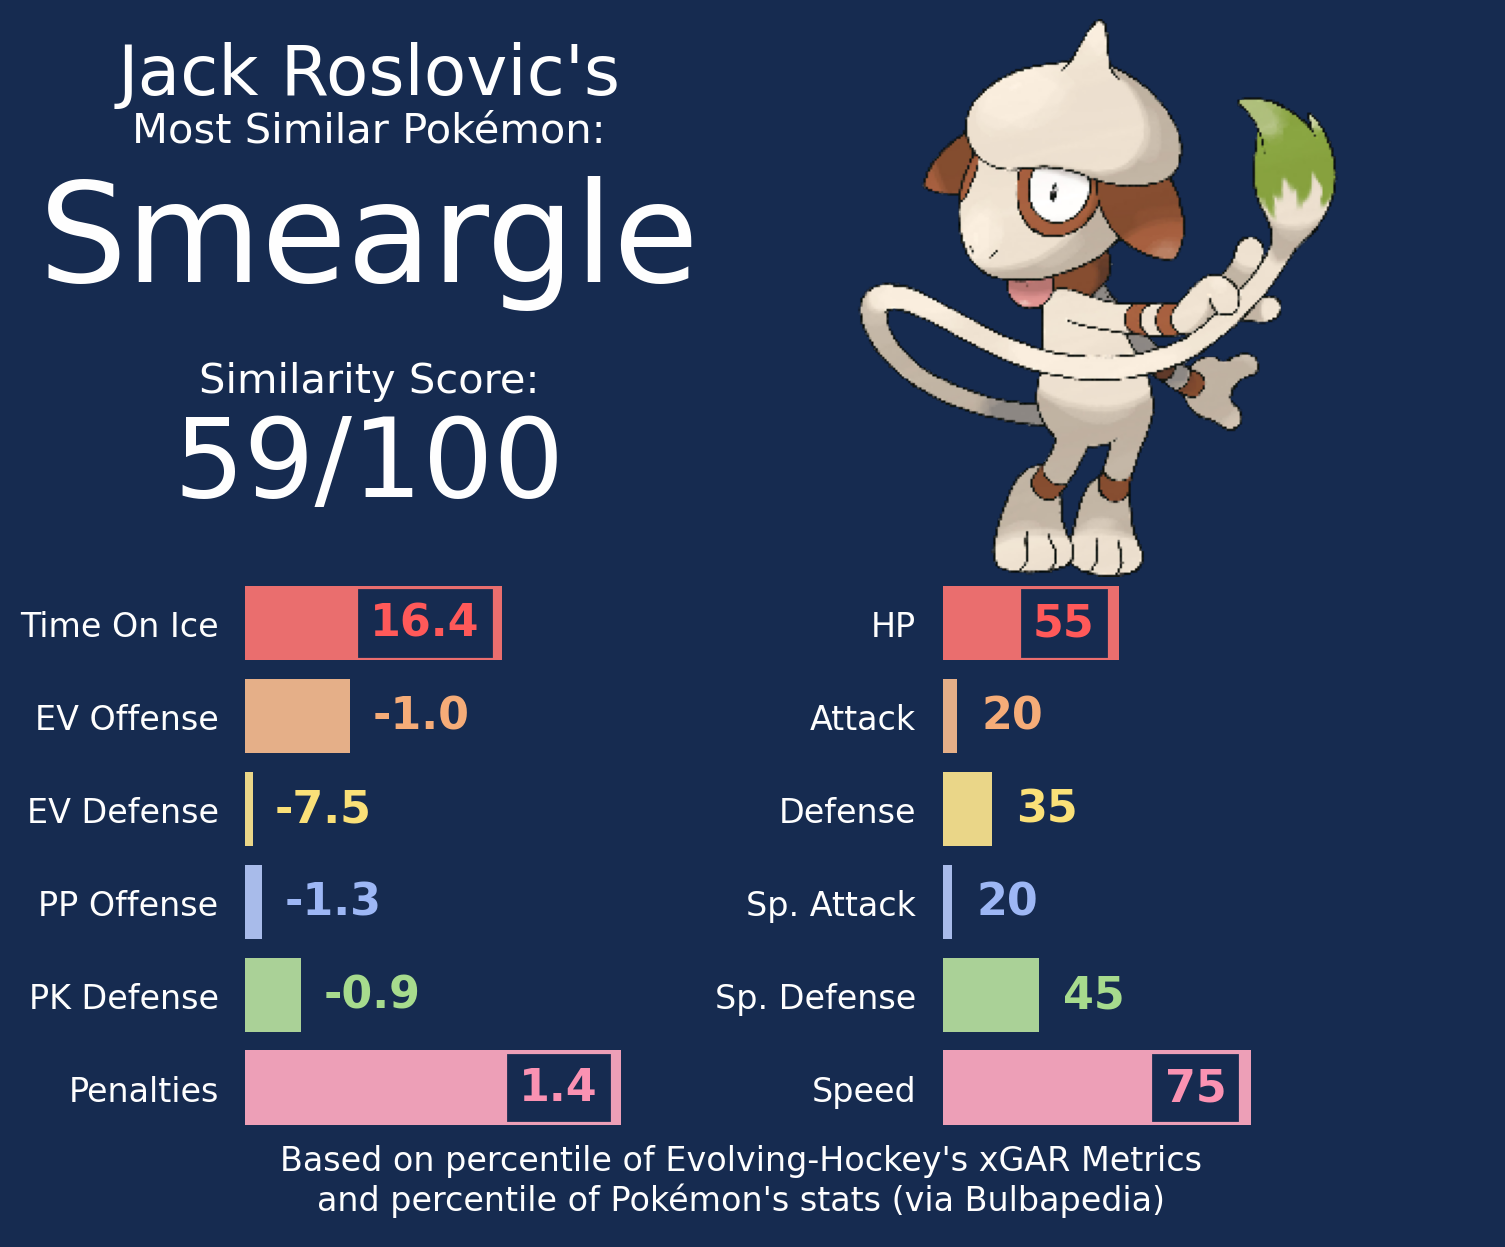 Jack Roslovic's
Most Similar Pokémon:
Smeargle
Similarity Score:
59/100
Time On Ice 16.4
EV Offense -1.0
EV Defense -7.5
PP Offense -1.3
PK Defense -0.9
Penalties 1.4
HP 55
Attack 20
Defense 35
Sp. Attack 20
Sp. Defense 45
Speed 75
Based on percentile of Evolving-Hockey's xGAR Metrics
and percentile of Pokémon's stats (via Bulbapedia)